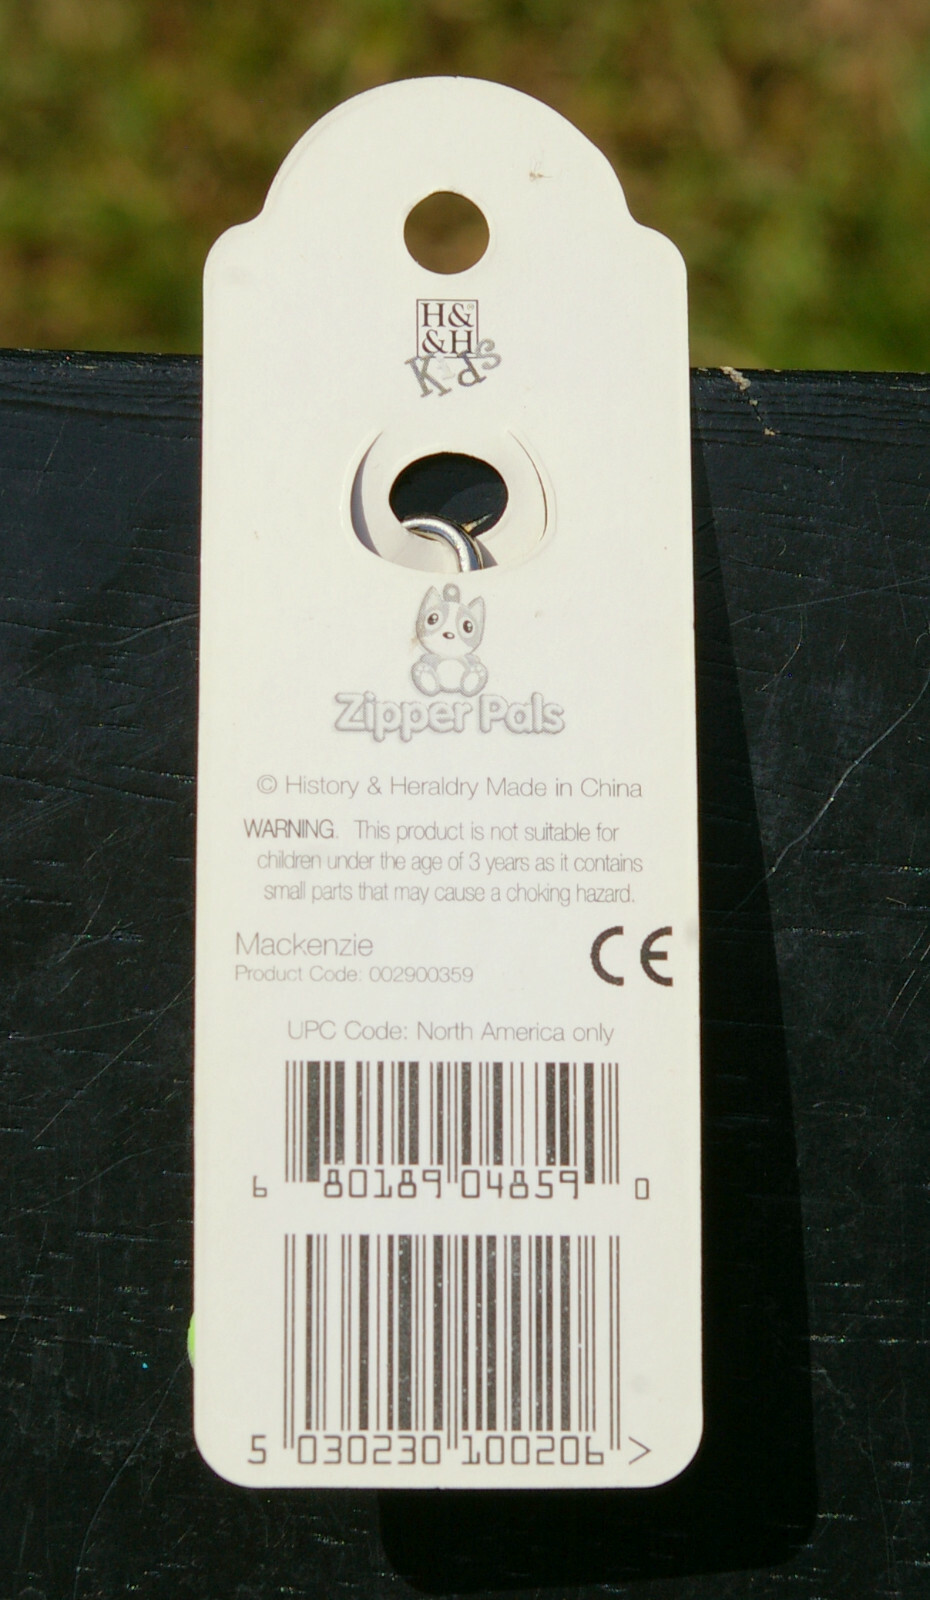 H&
&H
Kids
Zipper Pals
© History & Heraldry Made in China
WARNING. This product is not suitable for
children under the age of 3 years as it contains
small parts that may cause a choking hazard.
Mackenzie
CE
Product Code: 002900359
UPC Code: North America only
6 80189 04859 0
5 030230 100206 >